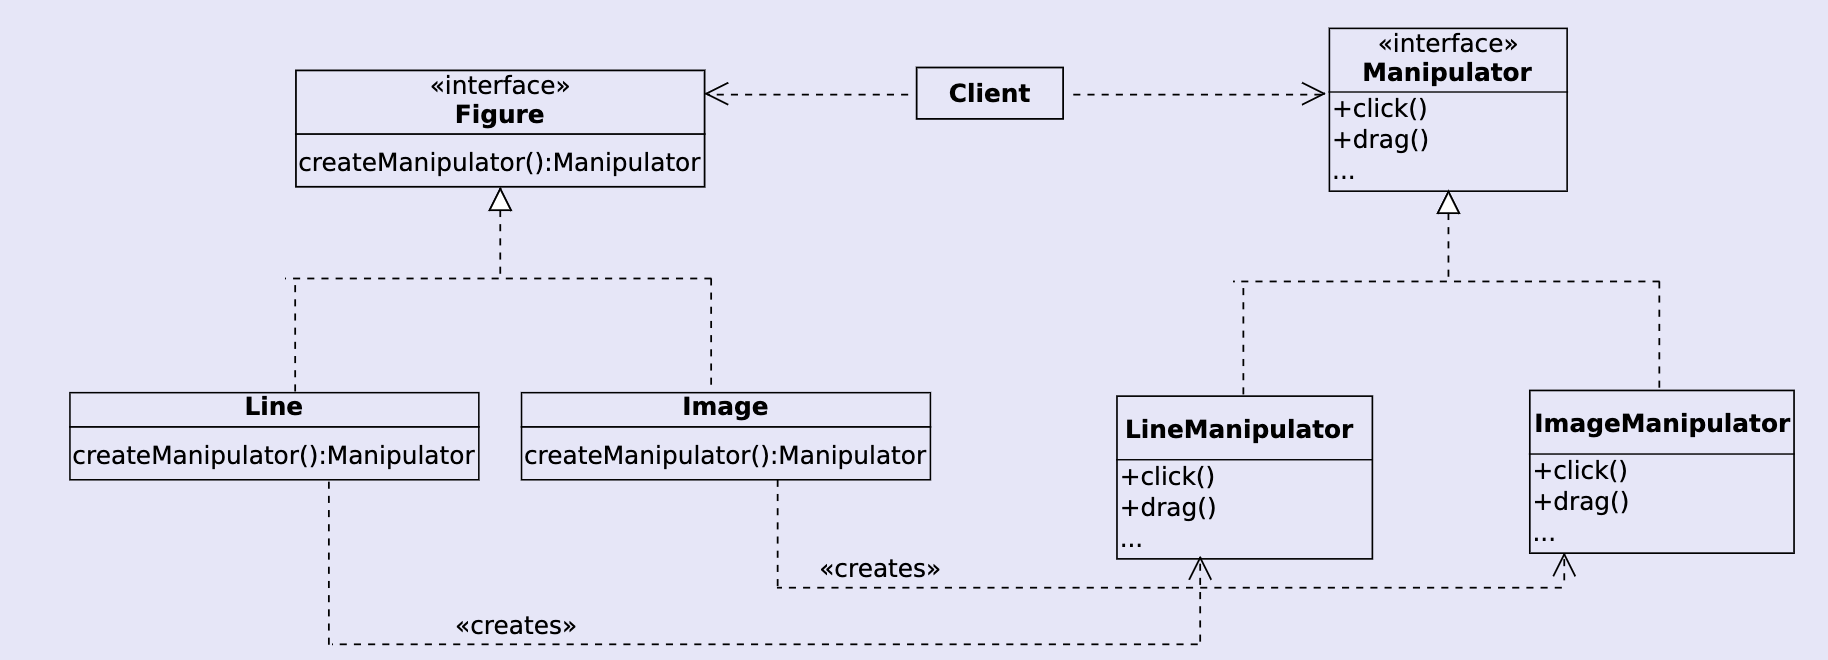 «interface»
Figure
createManipulator():Manipulator
Client
«interface»
Manipulator
+click()
+drag()
...
Line
createManipulator():Manipulator
Image
createManipulator():Manipulator
LineManipulator
+click()
+drag()
...
ImageManipulator
+click()
+drag()
...
«creates»
«creates»